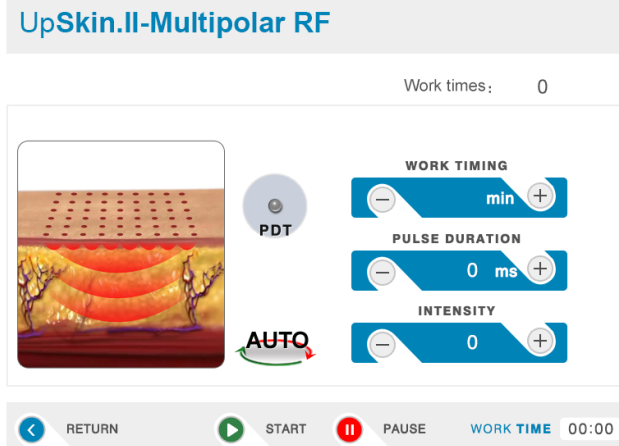 UpSkin.II-Multipolar RF
Work times: 0
WORK TIMING
min
PDT
PULSE DURATION
0 ms
INTENSITY
AUTO
0
RETURN START PAUSE WORK TIME 00:00